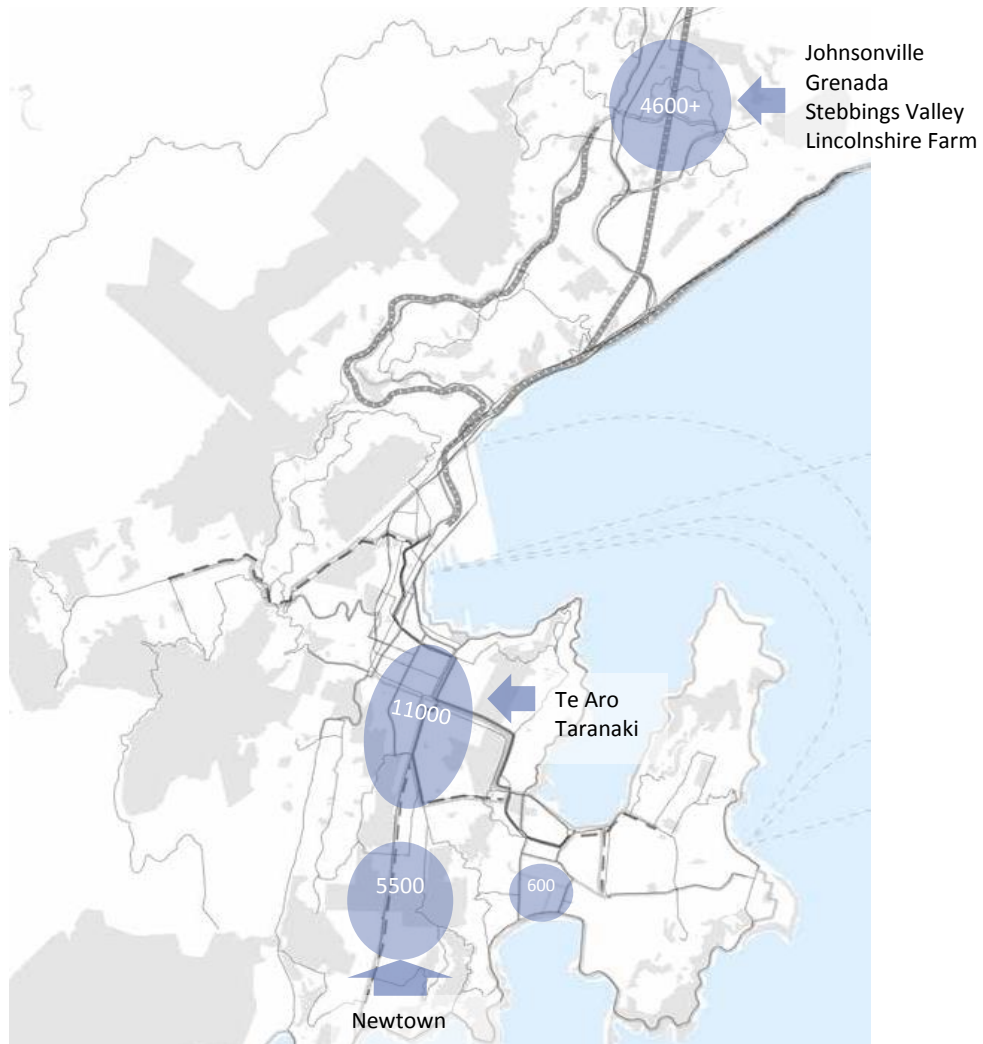 Johnsonville
Grenada
Stebbings Valley
Lincolnshire Farm
4600+
11000
Te Aro
Taranaki
5500
600
Newtown